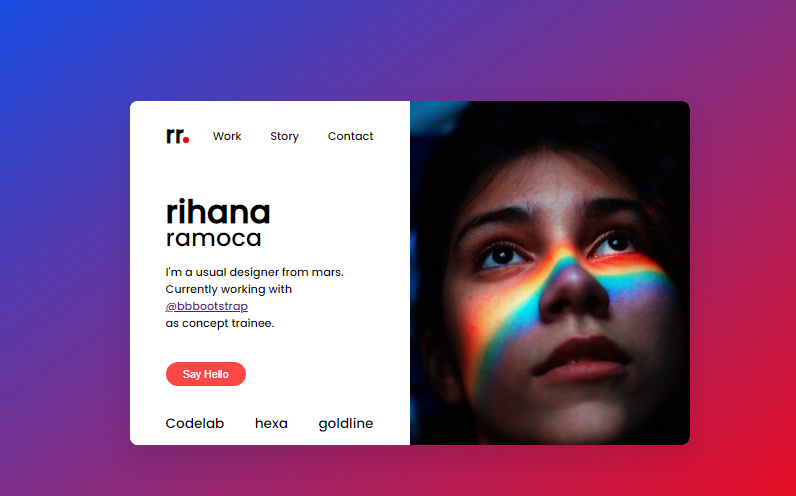 rr.
Work Story Contact
rihana
ramoca
I'm a usual designer from mars.
Currently working with
@bbbootstrap
as concept trainee.
Say Hello
Codelab hexa goldline